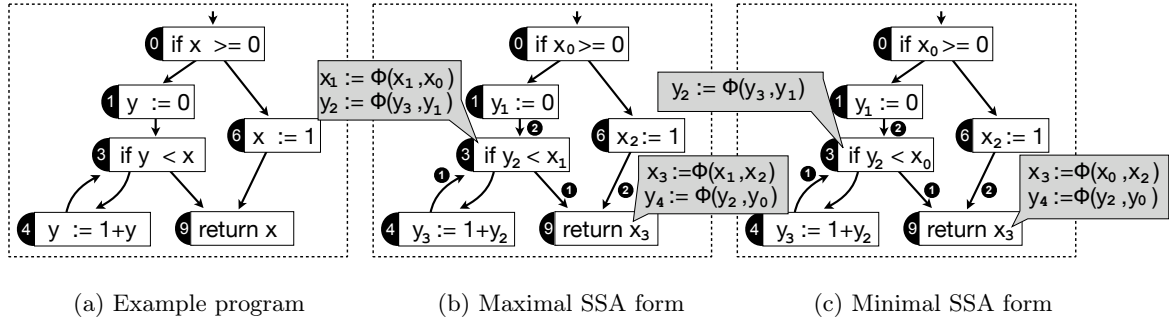 0 if x >= 0
1 y := 0
6 x := 1
3 if y < x
4 y := 1+y
9 return x
(a) Example program
0 if x₀>= 0
x₁ := Φ(x₁,x₀)
y₂ := Φ(y₃,y₁)
1 y₁ := 0
2
6 x₂ := 1
3 if y₂ < x₁
1
1
2
x₃ :=Φ(x₁,x₂)
y₄ := Φ(y₂,y₀)
4 y₃ := 1+y₂
9 return x₃
(b) Maximal SSA form
0 if x₀>= 0
y₂ := Φ(y₃,y₁)
1 y₁ := 0
2
6 x₂ := 1
3 if y₂ < x₀
1
1
2
x₃ :=Φ(x₀,x₂)
y₄ :=Φ(y₂,y₀)
4 y₃ := 1+y₂
9 return x₃
(c) Minimal SSA form